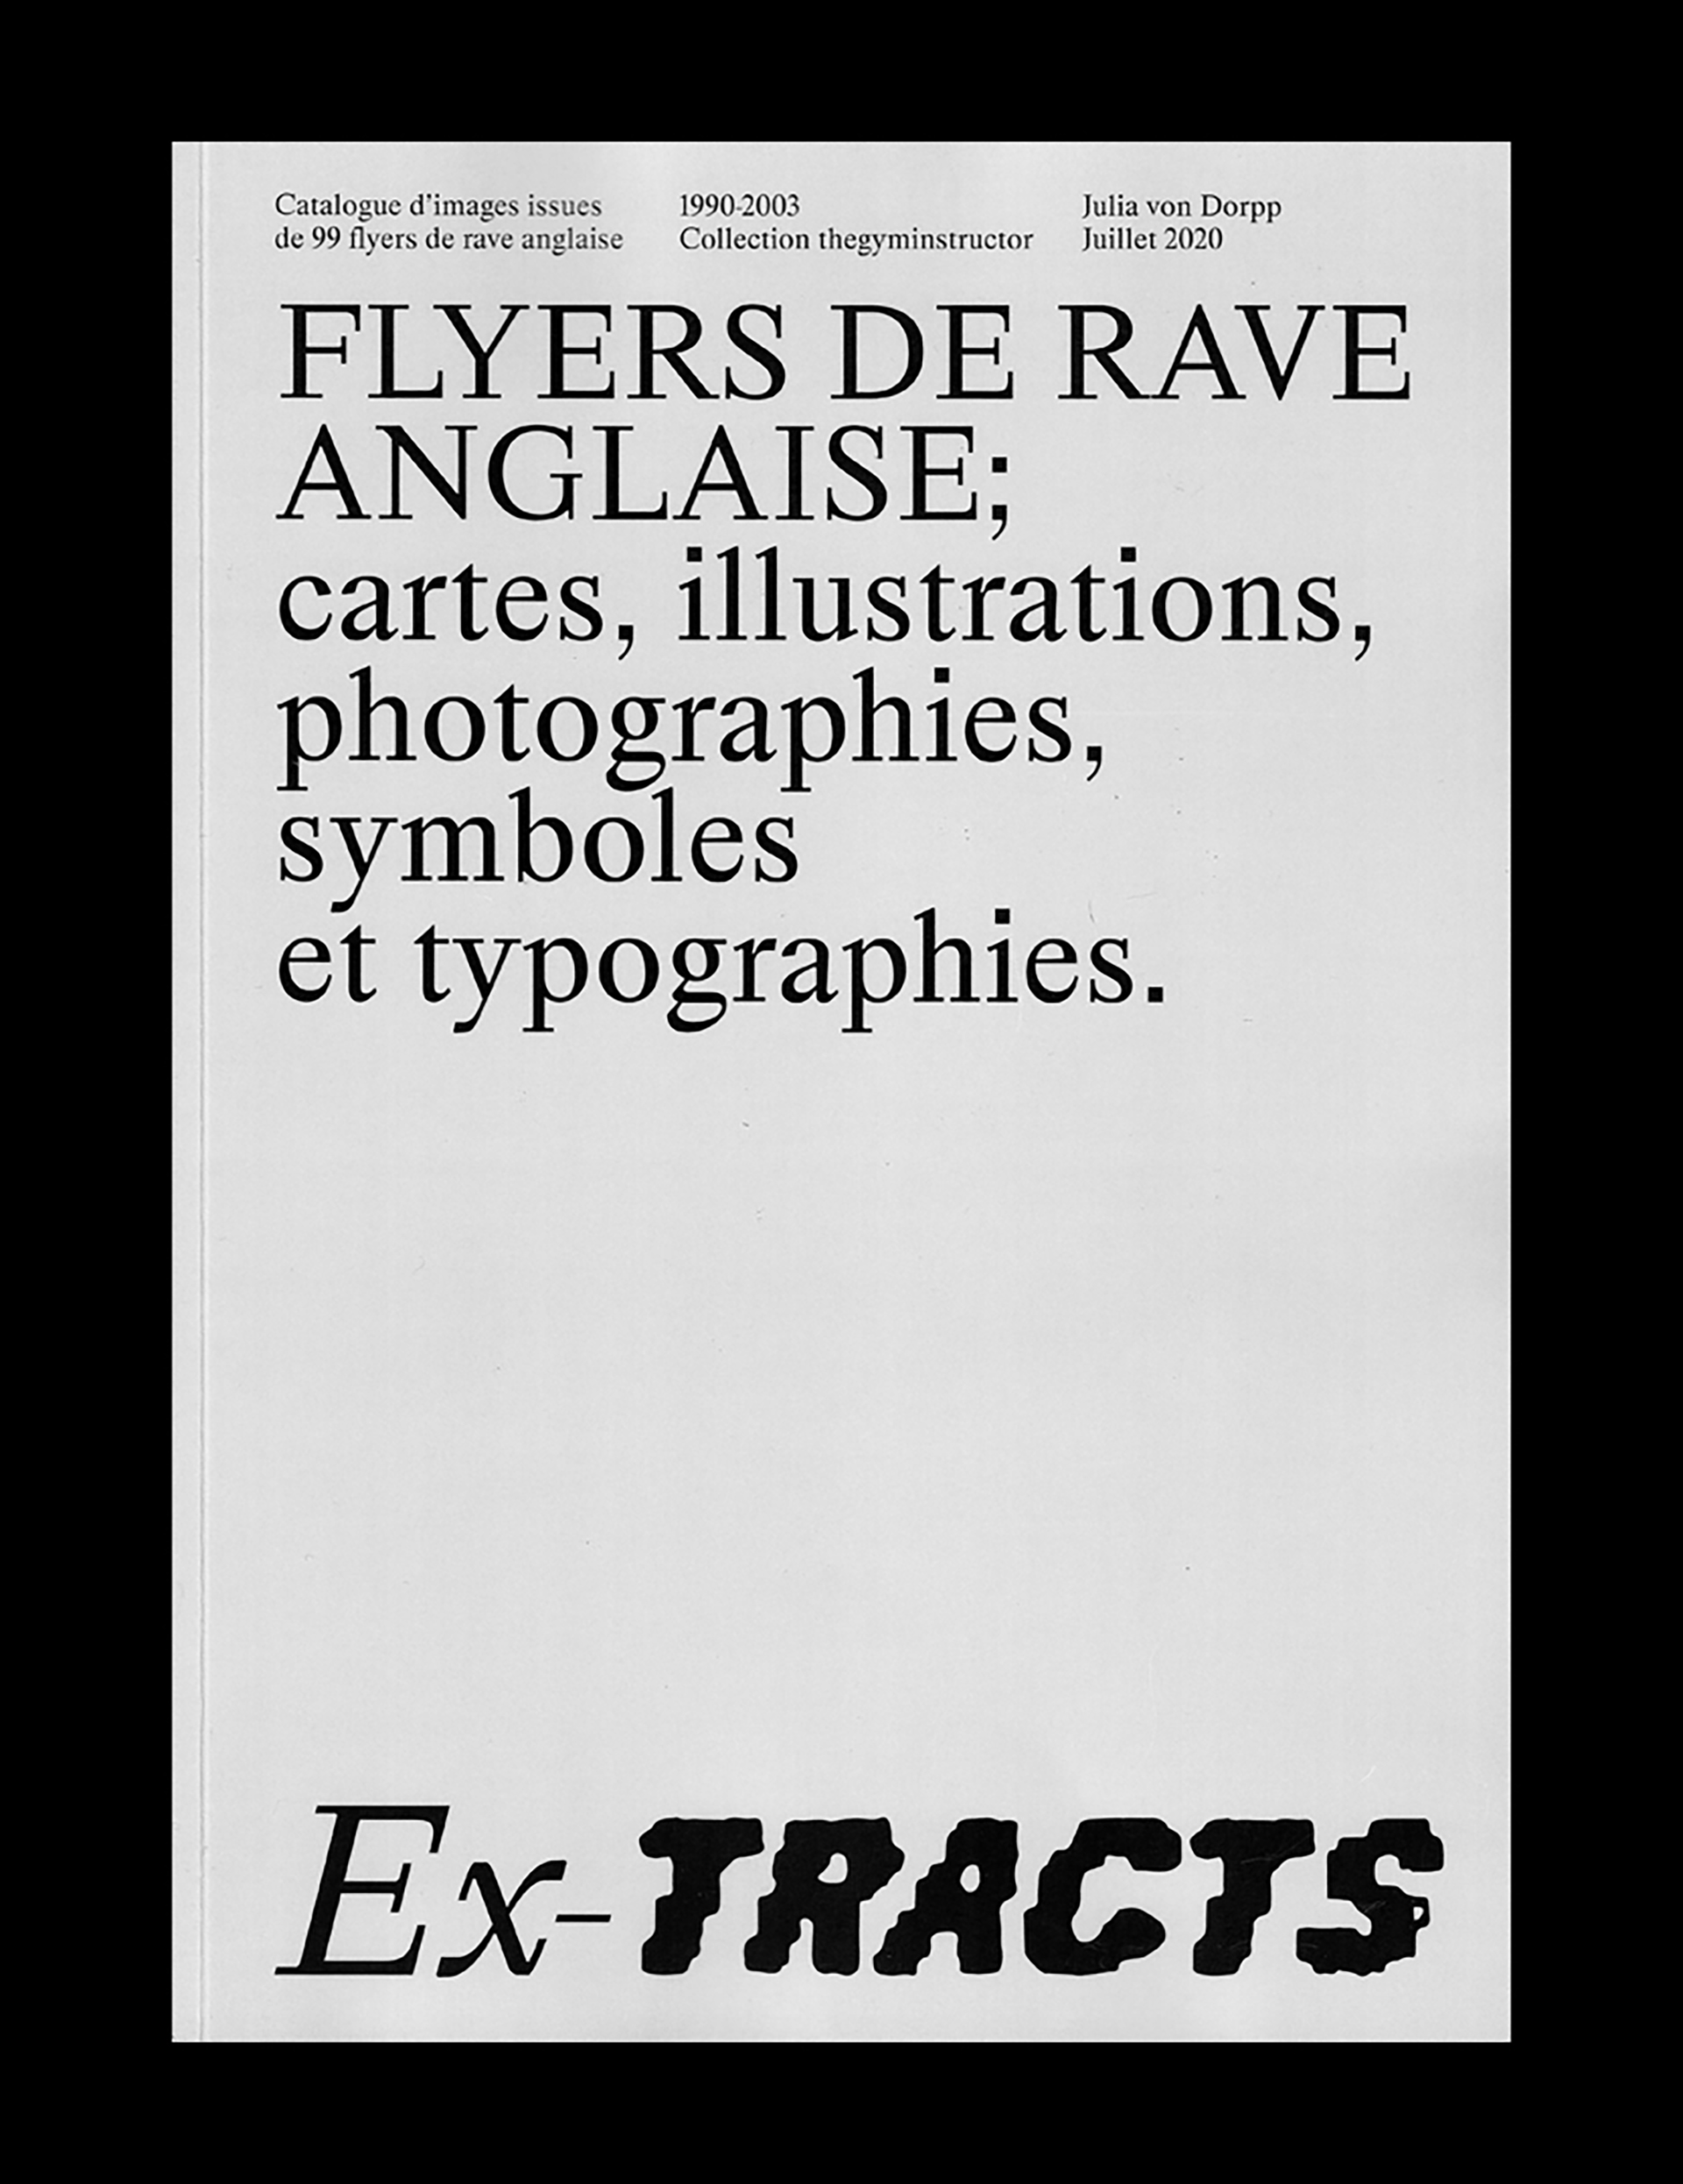 Catalogue d'images issues
de 99 flyers de rave anglaise
1990-2003
Collection thegyminstructor
Julia von Dorpp
Juillet 2020
FLYERS DE RAVE
ANGLAISE;
cartes, illustrations,
photographies,
symboles
et typographies.
Ex-TRACTS